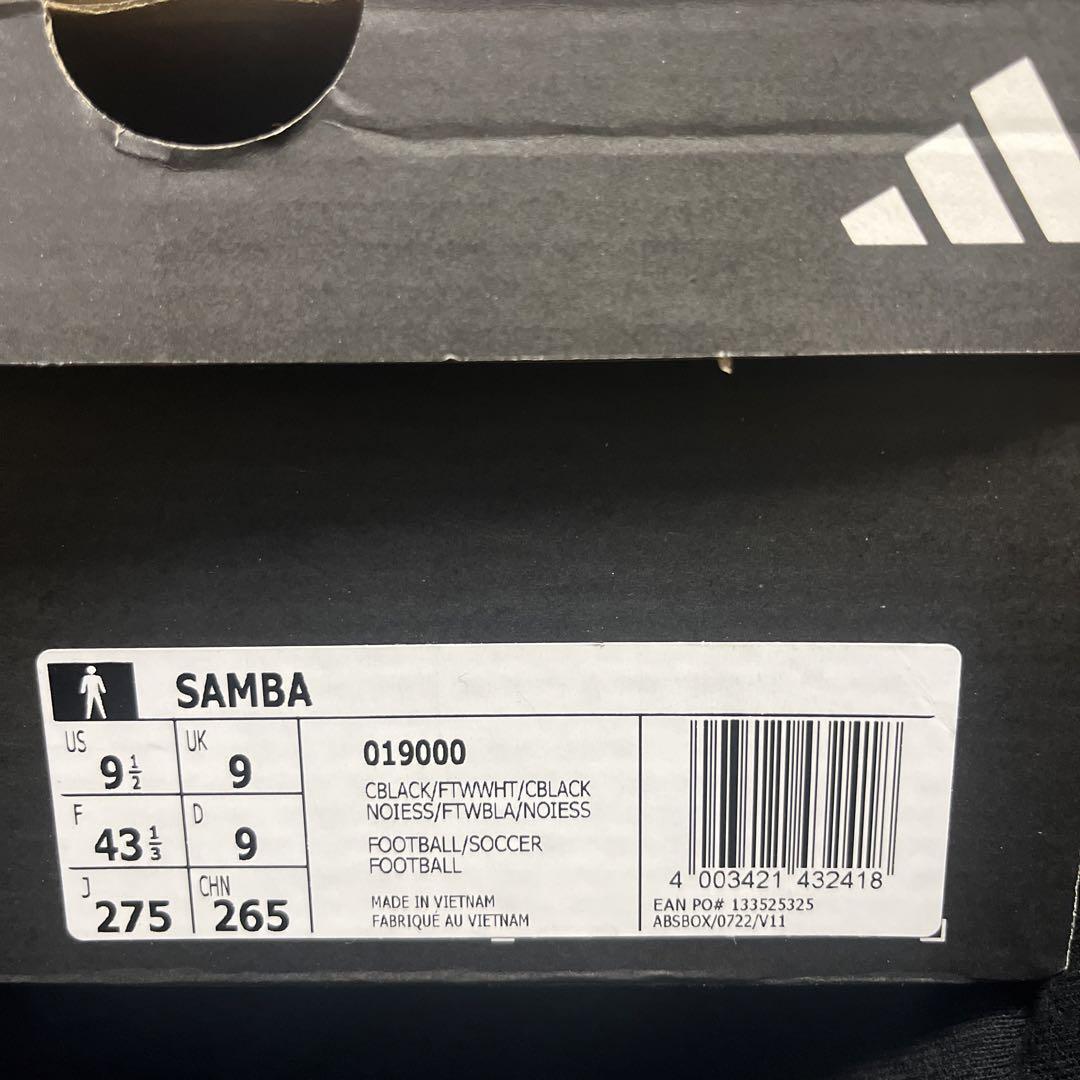 SAMBA
US 9 1/2
UK 9
F 43 1/3
D 9
J 275
CHN 265
019000
CBLACK/FTWWHT/CBLACK
NOIESS/FTWBLA/NOIESS
FOOTBALL/SOCCER
FOOTBALL
MADE IN VIETNAM
FABRIQUÉ AU VIETNAM
4 003421 432418
EAN PO# 133525325
ABSBOX/0722/V11